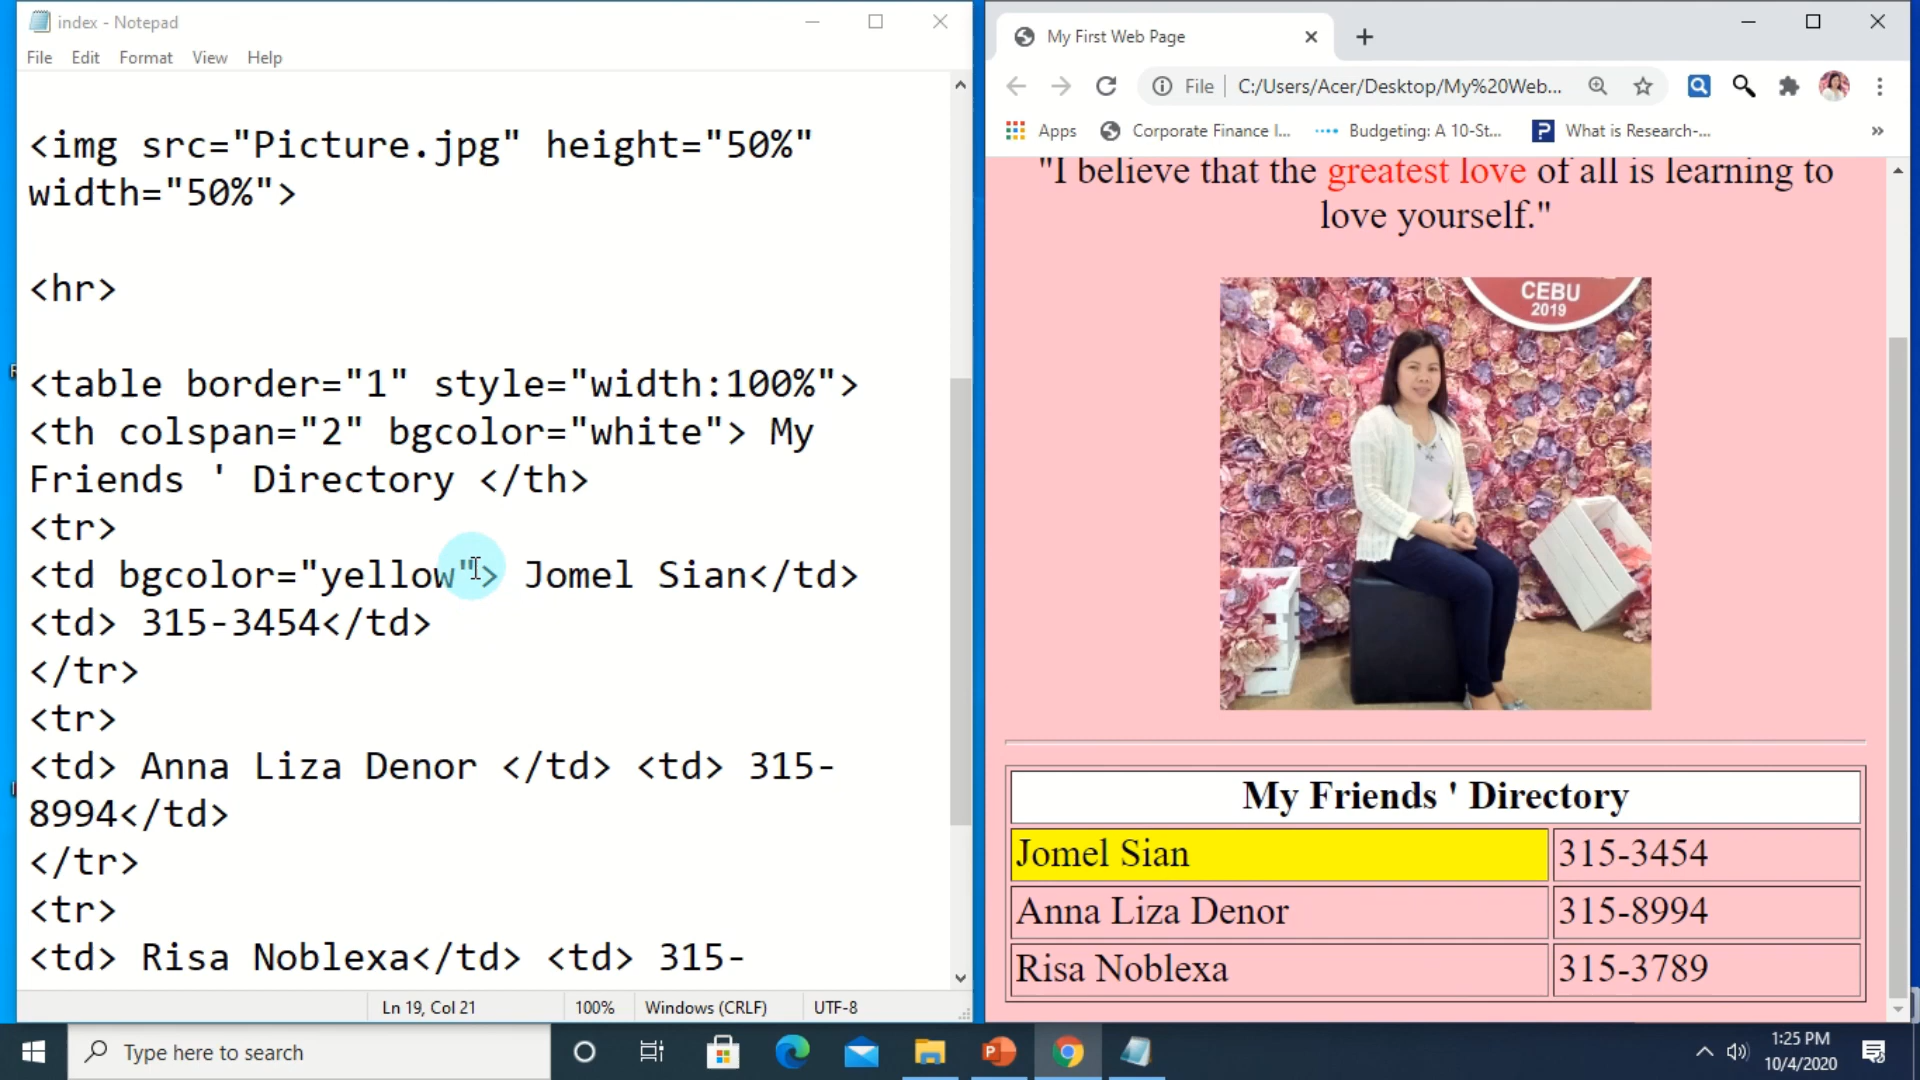 index - Notepad
File Edit Format View Help
<img src="Picture.jpg" height="50%"
width="50%">
<hr>
<table border="1" style="width:100%">
<th colspan="2" bgcolor="white"> My
Friends ' Directory </th>
<tr>
<td bgcolor="yellow"> Jomel Sian</td>
<td> 315-3454</td>
</tr>
<tr>
<td> Anna Liza Denor </td> <td> 315-
8994</td>
</tr>
<tr>
<td> Risa Noblexa</td> <td> 315-
Ln 19, Col 21 100% Windows (CRLF) UTF-8
My First Web Page
File C:/Users/Acer/Desktop/My%20Web...
Apps Corporate Finance I... Budgeting: A 10-St... What is Research-...
"I believe that the greatest love of all is learning to
love yourself."
CEBU
2019
My Friends ' Directory
Jomel Sian 315-3454
Anna Liza Denor 315-8994
Risa Noblexa 315-3789
Type here to search
1:25 PM
10/4/2020